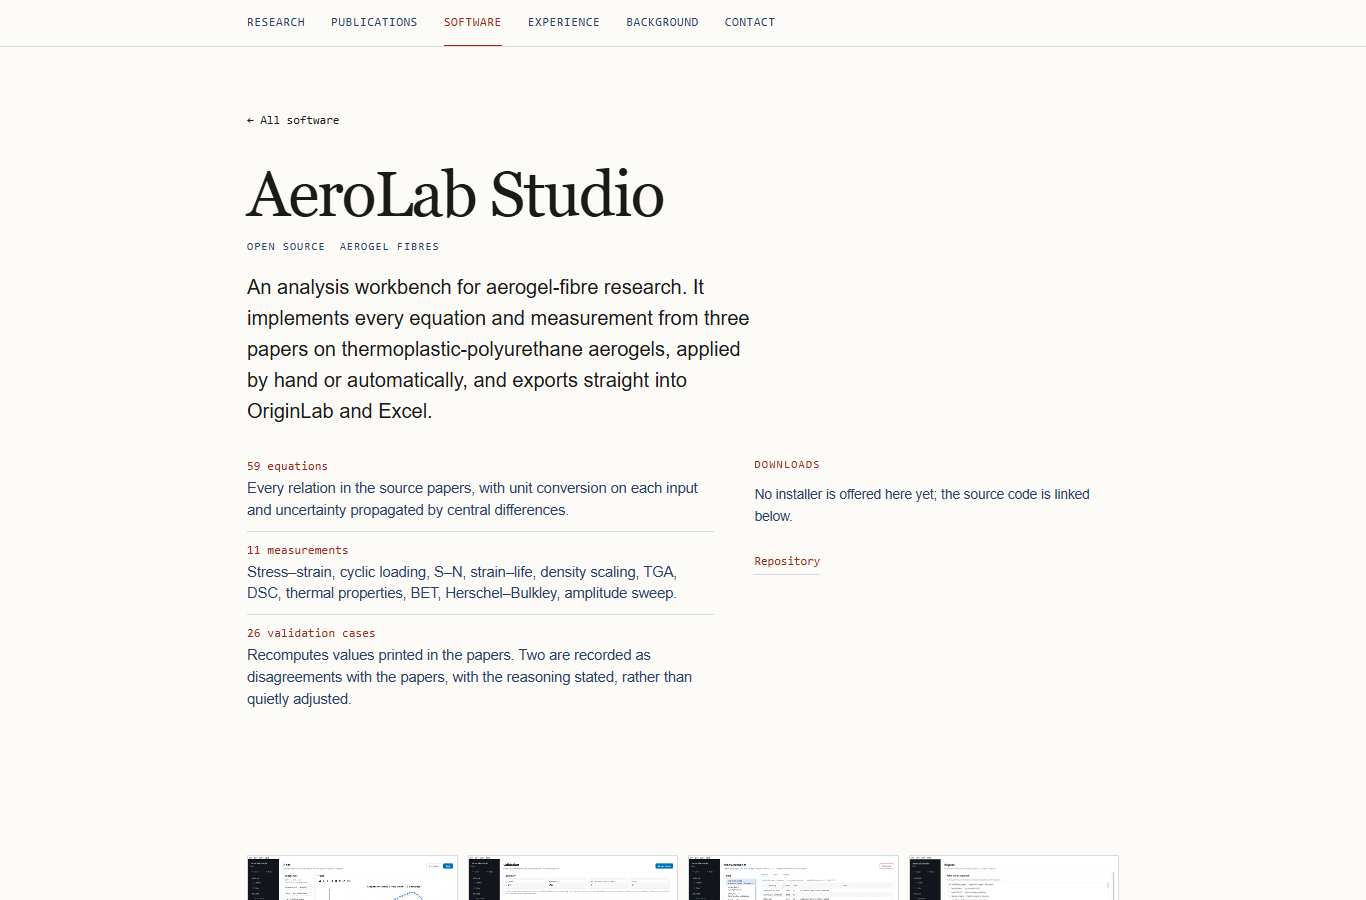 RESEARCH PUBLICATIONS SOFTWARE EXPERIENCE BACKGROUND CONTACT
← All software
AeroLab Studio
OPEN SOURCE AEROGEL FIBRES
An analysis workbench for aerogel-fibre research. It
implements every equation and measurement from three
papers on thermoplastic-polyurethane aerogels, applied
by hand or automatically, and exports straight into
OriginLab and Excel.
59 equations
Every relation in the source papers, with unit conversion on each input
and uncertainty propagated by central differences.
11 measurements
Stress–strain, cyclic loading, S–N, strain–life, density scaling, TGA,
DSC, thermal properties, BET, Herschel–Bulkley, amplitude sweep.
26 validation cases
Recomputes values printed in the papers. Two are recorded as
disagreements with the papers, with the reasoning stated, rather than
quietly adjusted.
DOWNLOADS
No installer is offered here yet; the source code is linked
below.
Repository